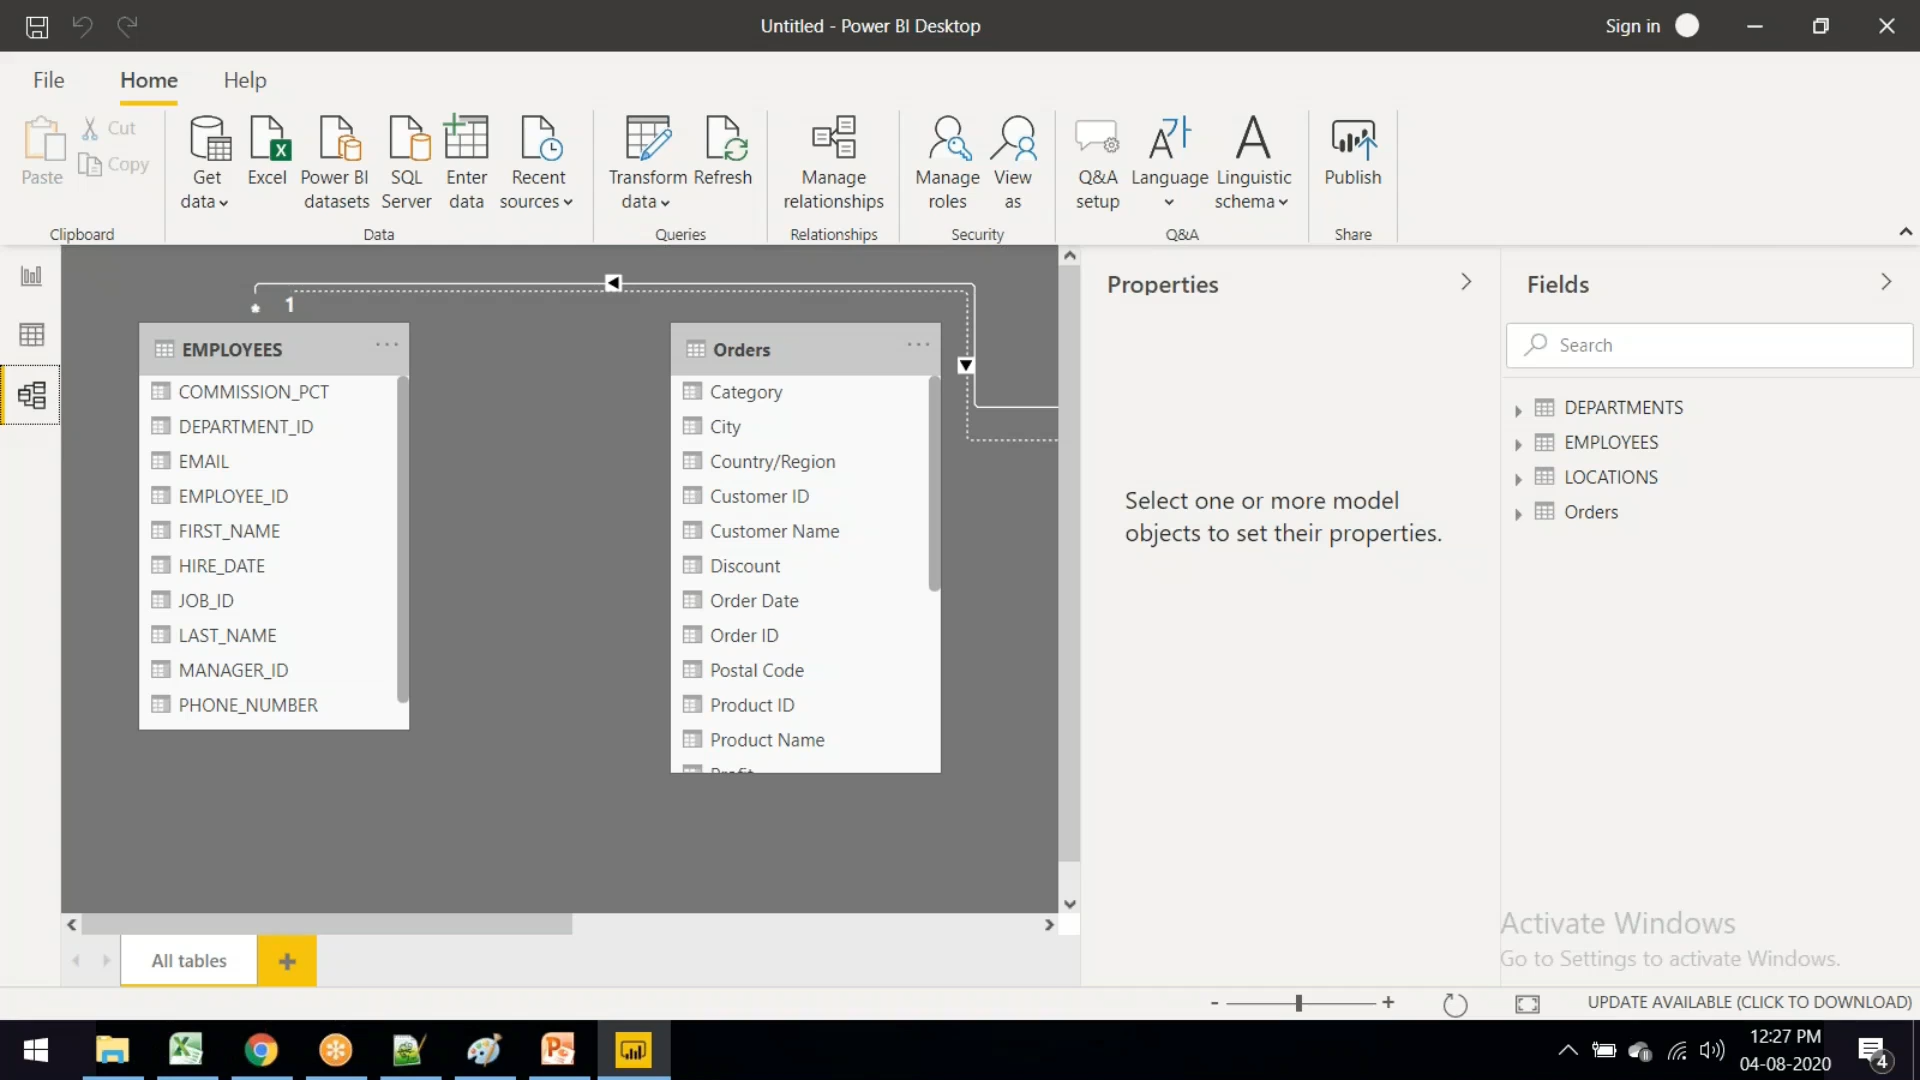 Untitled - Power BI Desktop
Sign in
File
Home
Help
Paste
Cut
Copy
Clipboard
Get data
Excel
Power BI datasets
SQL Server
Enter data
Recent sources
Data
Transform data
Refresh
Queries
Manage relationships
Relationships
Manage roles
View as
Security
Q&A setup
Language
Linguistic schema
Q&A
Publish
Share
* 1
EMPLOYEES
COMMISSION_PCT
DEPARTMENT_ID
EMAIL
EMPLOYEE_ID
FIRST_NAME
HIRE_DATE
JOB_ID
LAST_NAME
MANAGER_ID
PHONE_NUMBER
Orders
Category
City
Country/Region
Customer ID
Customer Name
Discount
Order Date
Order ID
Postal Code
Product ID
Product Name
Profit
Properties
Select one or more model
objects to set their properties.
Fields
Search
DEPARTMENTS
EMPLOYEES
LOCATIONS
Orders
Activate Windows
Go to Settings to activate Windows.
All tables
UPDATE AVAILABLE (CLICK TO DOWNLOAD)
12:27 PM
04-08-2020
4